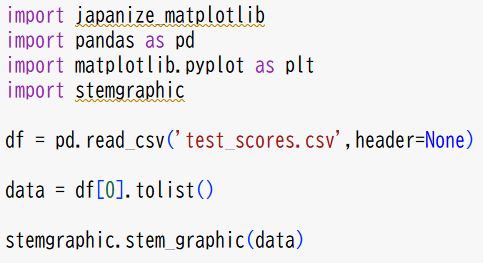 import japanize_matplotlib
import pandas as pd
import matplotlib.pyplot as plt
import stemgraphic
df = pd.read_csv('test_scores.csv',header=None)
data = df[0].tolist()
stemgraphic.stem_graphic(data)